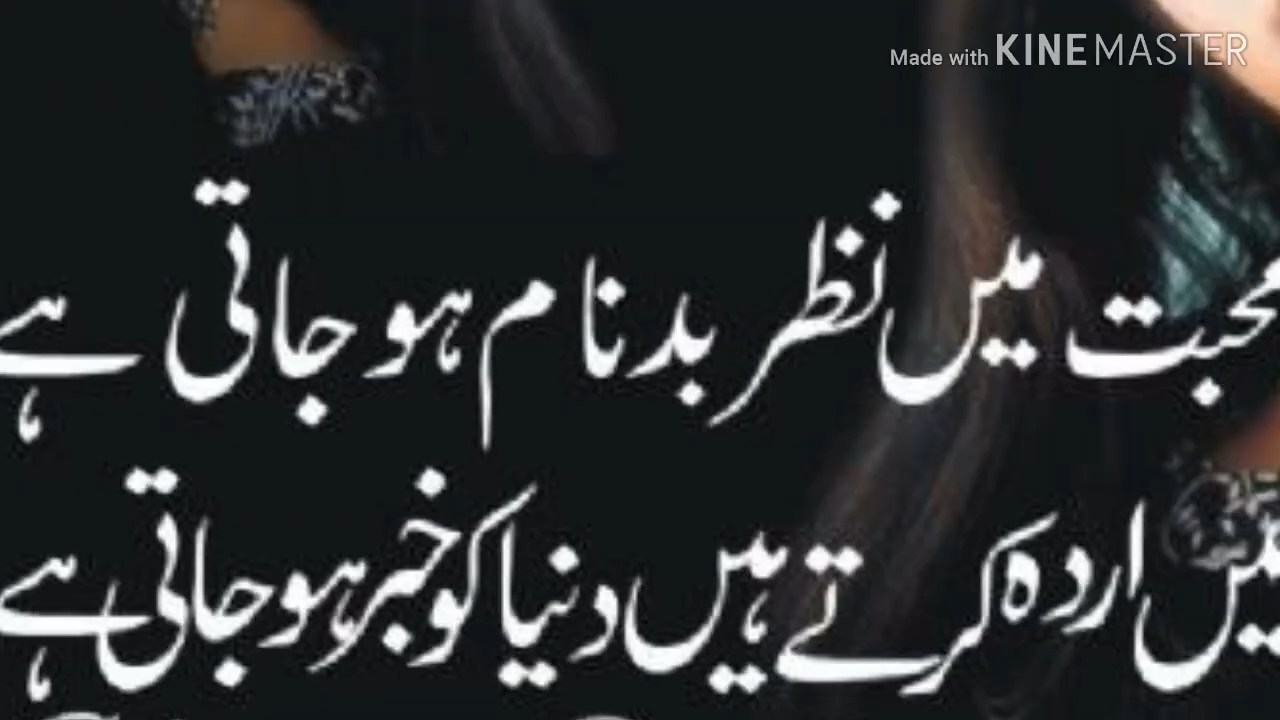 Made with KINEMASTER
محبت میں نظر بدنام ہو جاتی ہے
میں اردہ کرتے ہیں دنیا کو خبر ہو جاتی ہے